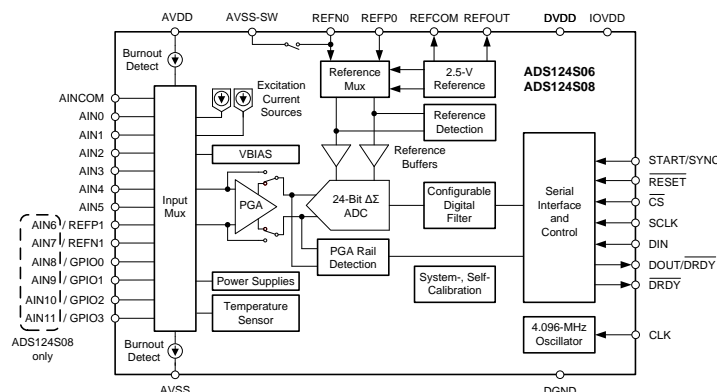 AVDD
AVSS-SW
REFN0
REFP0
REFCOM
REFOUT
DVDD
IOVDD
Burnout
Detect
Reference
Mux
2.5-V
Reference
ADS124S06
ADS124S08
Excitation
Current
Sources
Reference
Detection
AINCOM
AIN0
AIN1
AIN2
AIN3
AIN4
AIN5
AIN6 / REFP1
AIN7 / REFN1
AIN8 / GPIO0
AIN9 / GPIO1
AIN10 / GPIO2
AIN11 / GPIO3
ADS124S08
only
Input
Mux
VBIAS
Reference
Buffers
PGA
24-Bit ΔΣ
ADC
Configurable
Digital
Filter
Serial
Interface
and
Control
START/SYNC
RESET
CS
SCLK
DIN
DOUT/DRDY
DRDY
PGA Rail
Detection
System-, Self-
Calibration
Power Supplies
Temperature
Sensor
Burnout
Detect
4.096-MHz
Oscillator
CLK
AVSS
DGND